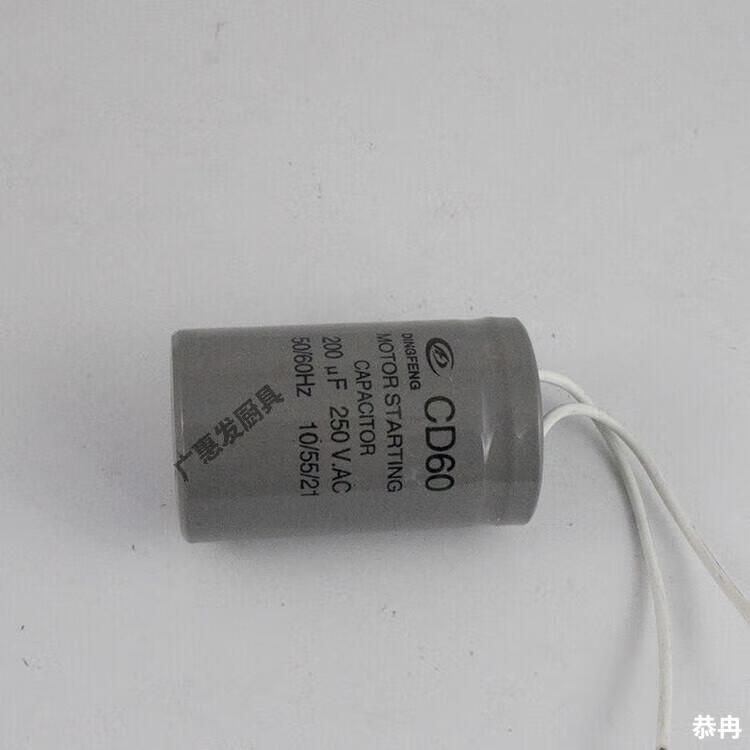 CD60
DINGFENG
MOTOR STARTING
CAPACITOR
200 µF 250 V.AC
50/60Hz 10/55/21
广惠发厨具
恭冉